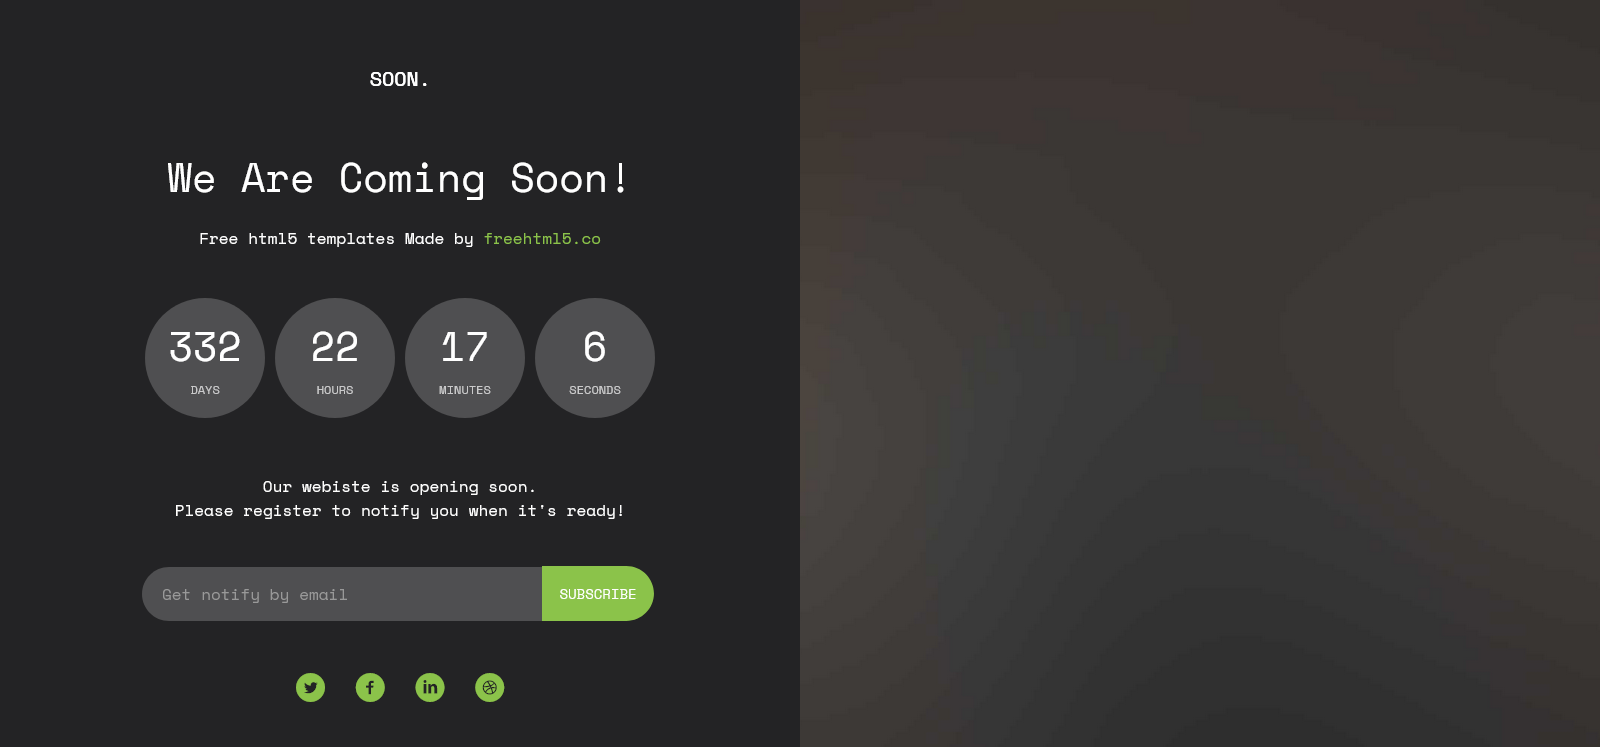 SOON.
We Are Coming Soon!
Free html5 templates Made by freehtml5.co
332 22 17 6
DAYS HOURS MINUTES SECONDS
Our webiste is opening soon.
Please register to notify you when it's ready!
Get notify by email SUBSCRIBE